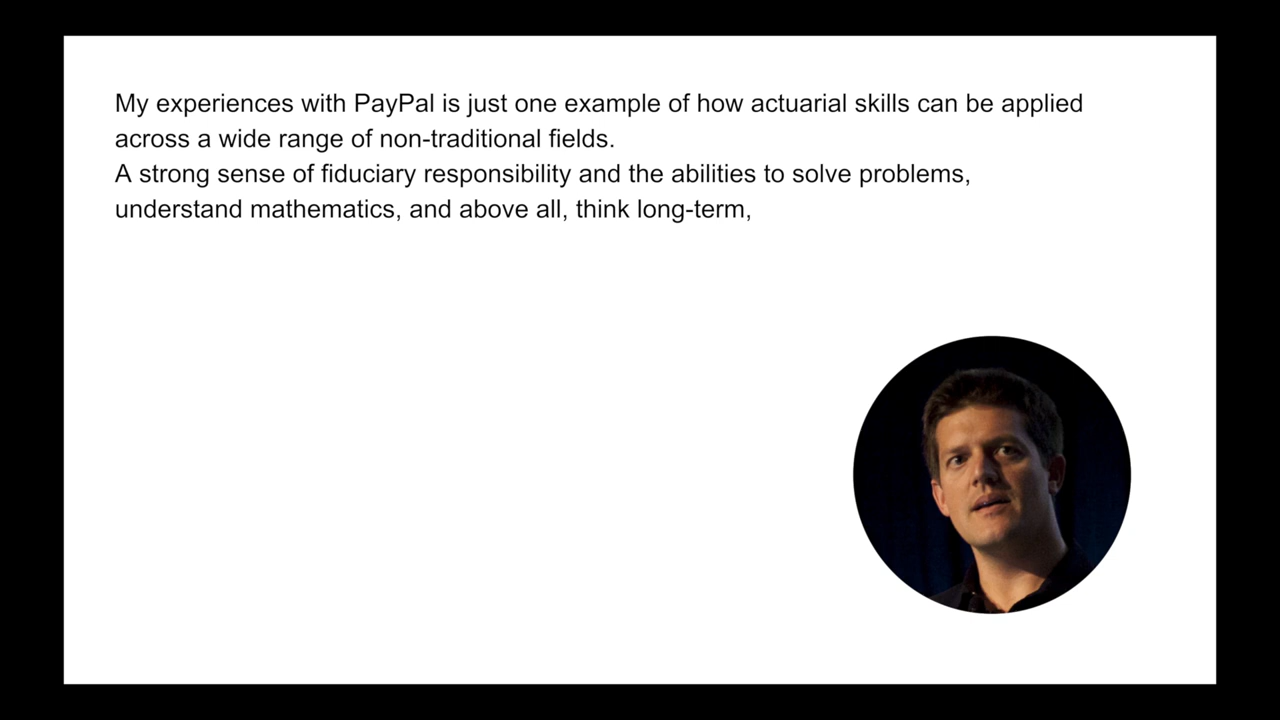 My experiences with PayPal is just one example of how actuarial skills can be applied
across a wide range of non-traditional fields.
A strong sense of fiduciary responsibility and the abilities to solve problems,
understand mathematics, and above all, think long-term,